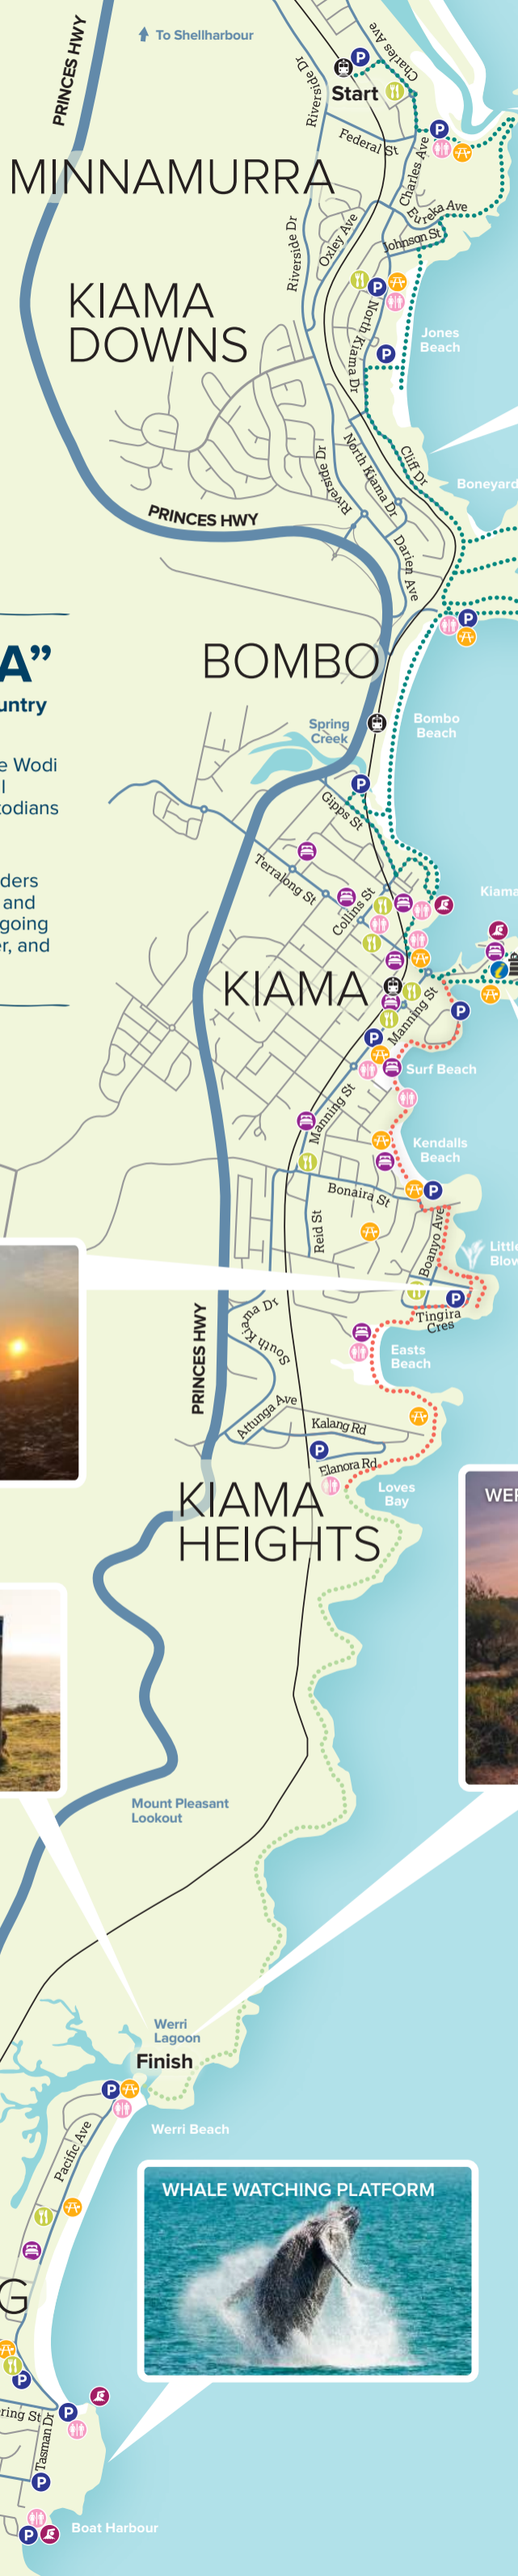 PRINCES HWY
To Shellharbour
Charles Ave
Riverside Dr
Start
Federal St
Charles Ave
MINNAMURRA
Eureka Ave
Johnson St
Oxley Ave
Riverside Dr
KIAMA
DOWNS
North Kiama Dr
Jones
Beach
Cliff Dr
North Kiama Dr
Riverside Dr
Boneyard
PRINCES HWY
Darien Ave
A”
untry
BOMBO
e Wodi
l
todians
Spring
Creek
Bombo
Beach
Gipps St
Terralong St
Collins St
ders
and
going
er, and
Kiama
KIAMA
Manning St
Surf Beach
Manning St
Kendalls
Beach
Bonaira St
Reid St
Boanyo Ave
Little
Blow
Tingira
Cres
PRINCES HWY
South Kiama Dr
Easts
Beach
Attunga Ave
Kalang Rd
Elanora Rd
Loves
Bay
KIAMA
HEIGHTS
WER
Mount Pleasant
Lookout
Werri
Lagoon
Finish
Werri Beach
Pacific Ave
WHALE WATCHING PLATFORM
G
ring St
Tasman Dr
Boat Harbour